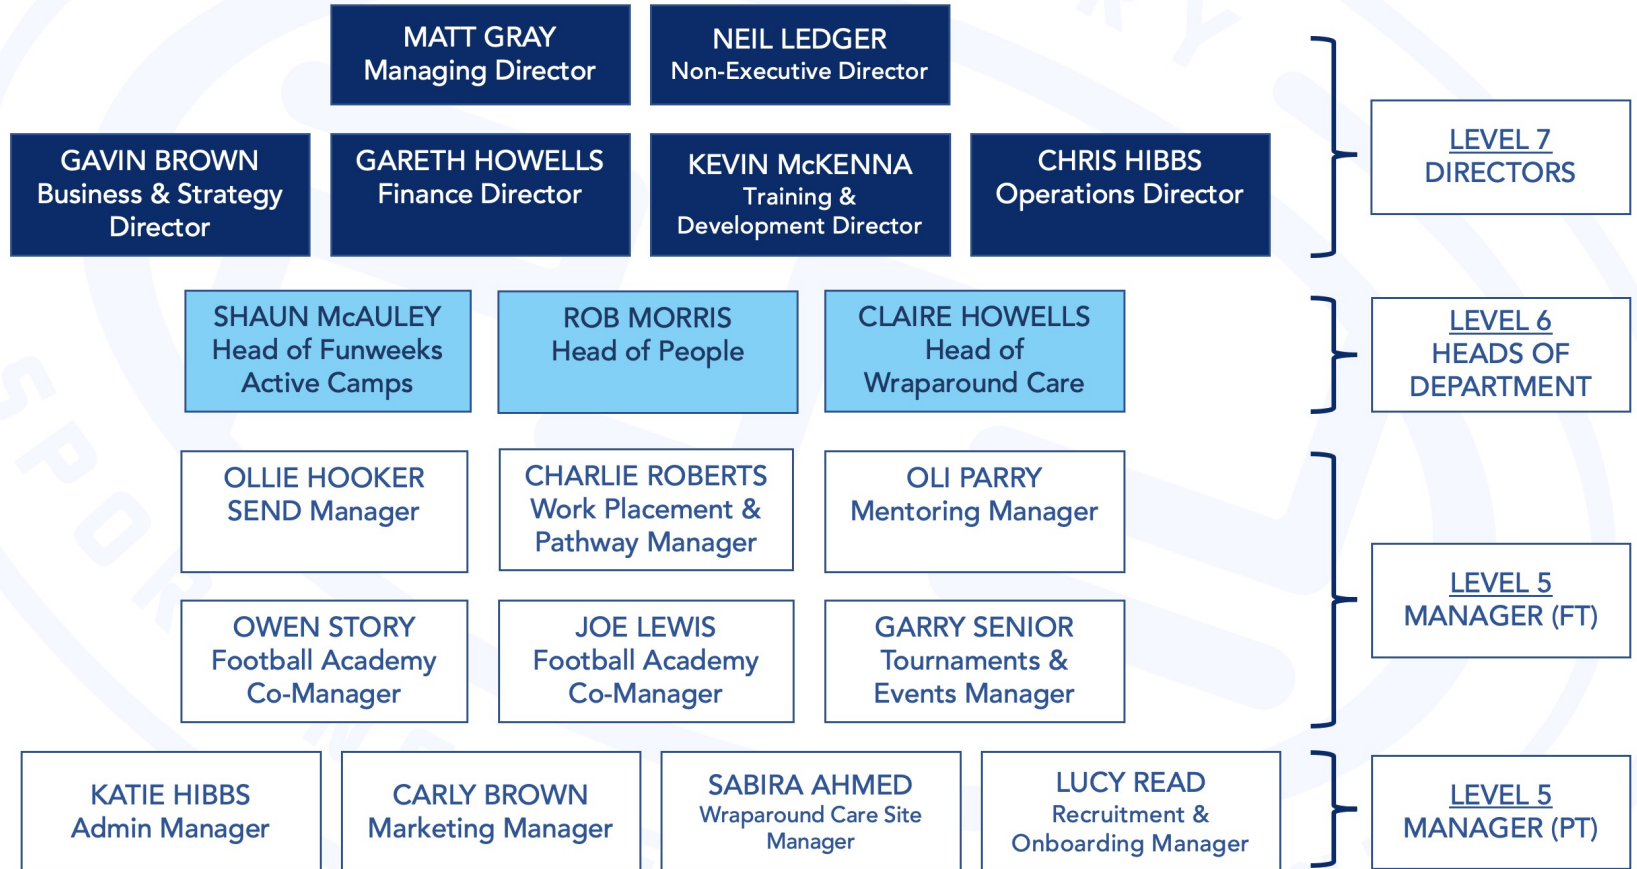 MATT GRAY
Managing Director
NEIL LEDGER
Non-Executive Director
GAVIN BROWN
Business & Strategy
Director
GARETH HOWELLS
Finance Director
KEVIN McKENNA
Training &
Development Director
CHRIS HIBBS
Operations Director
LEVEL 7
DIRECTORS
SHAUN McAULEY
Head of Funweeks
Active Camps
ROB MORRIS
Head of People
CLAIRE HOWELLS
Head of
Wraparound Care
LEVEL 6
HEADS OF
DEPARTMENT
OLLIE HOOKER
SEND Manager
CHARLIE ROBERTS
Work Placement &
Pathway Manager
OLI PARRY
Mentoring Manager
OWEN STORY
Football Academy
Co-Manager
JOE LEWIS
Football Academy
Co-Manager
GARRY SENIOR
Tournaments &
Events Manager
LEVEL 5
MANAGER (FT)
KATIE HIBBS
Admin Manager
CARLY BROWN
Marketing Manager
SABIRA AHMED
Wraparound Care Site
Manager
LUCY READ
Recruitment &
Onboarding Manager
LEVEL 5
MANAGER (PT)